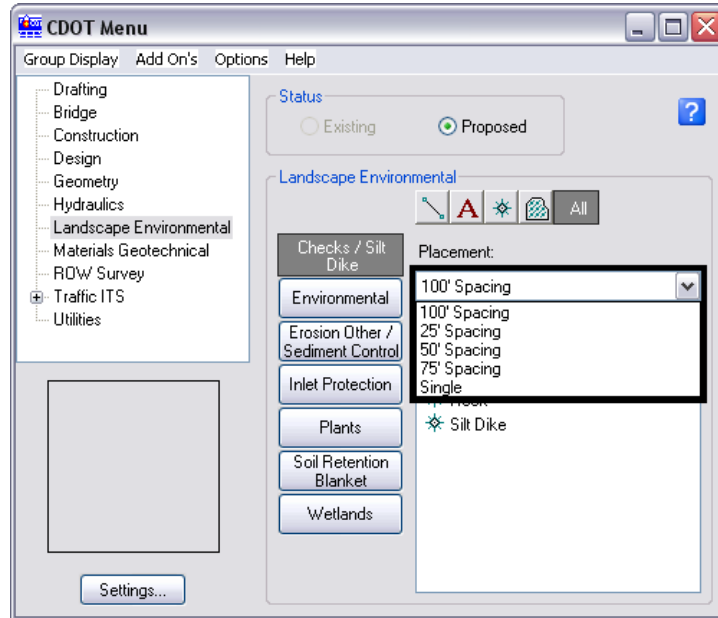 CDOT Menu
Group Display Add On's Options Help
Drafting
Bridge
Construction
Design
Geometry
Hydraulics
Landscape Environmental
Materials Geotechnical
ROW Survey
Traffic ITS
Utilities
Settings...
Status
Existing
Proposed
?
Landscape Environmental
A
All
Checks / Silt
Dike
Environmental
Erosion Other /
Sediment Control
Inlet Protection
Plants
Soil Retention
Blanket
Wetlands
Placement:
100' Spacing
100' Spacing
25' Spacing
50' Spacing
75' Spacing
Single
Silt Dike